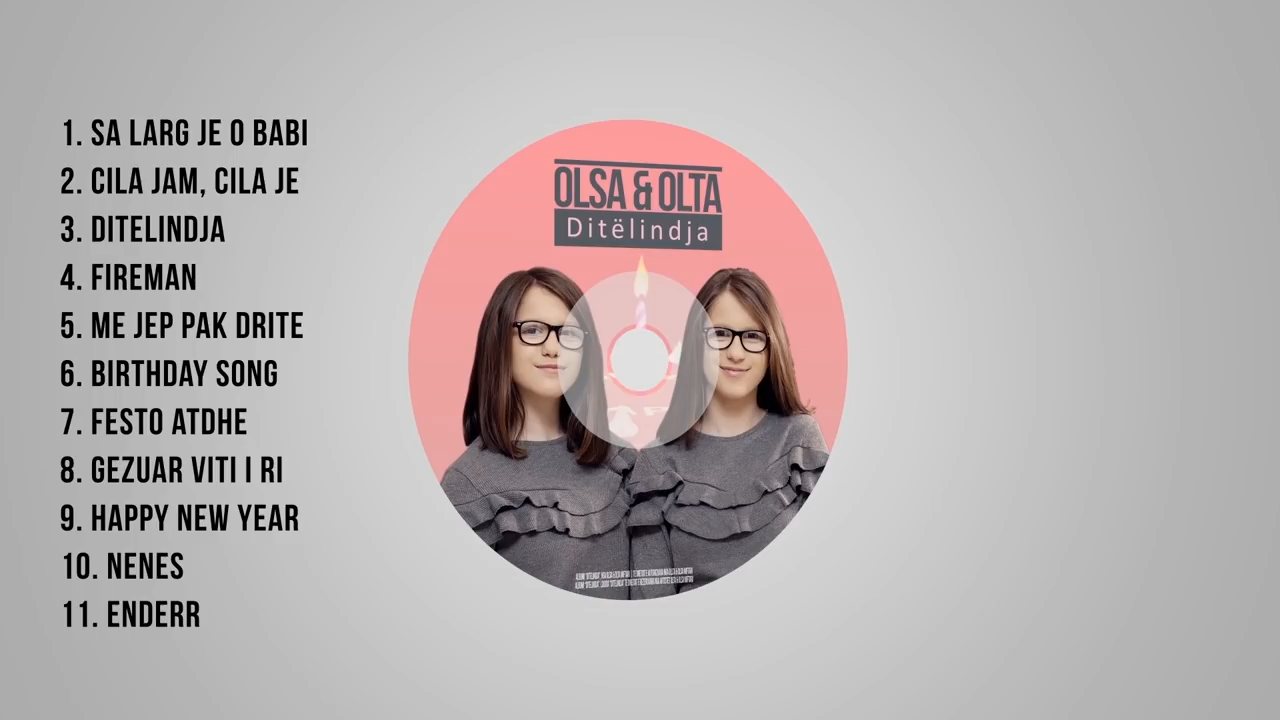 1. SA LARG JE O BABI
2. CILA JAM, CILA JE
3. DITELINDJA
4. FIREMAN
5. ME JEP PAK DRITE
6. BIRTHDAY SONG
7. FESTO ATDHE
8. GEZUAR VITI I RI
9. HAPPY NEW YEAR
10. NENES
11. ENDERR
OLSA & OLTA
Ditëlindja